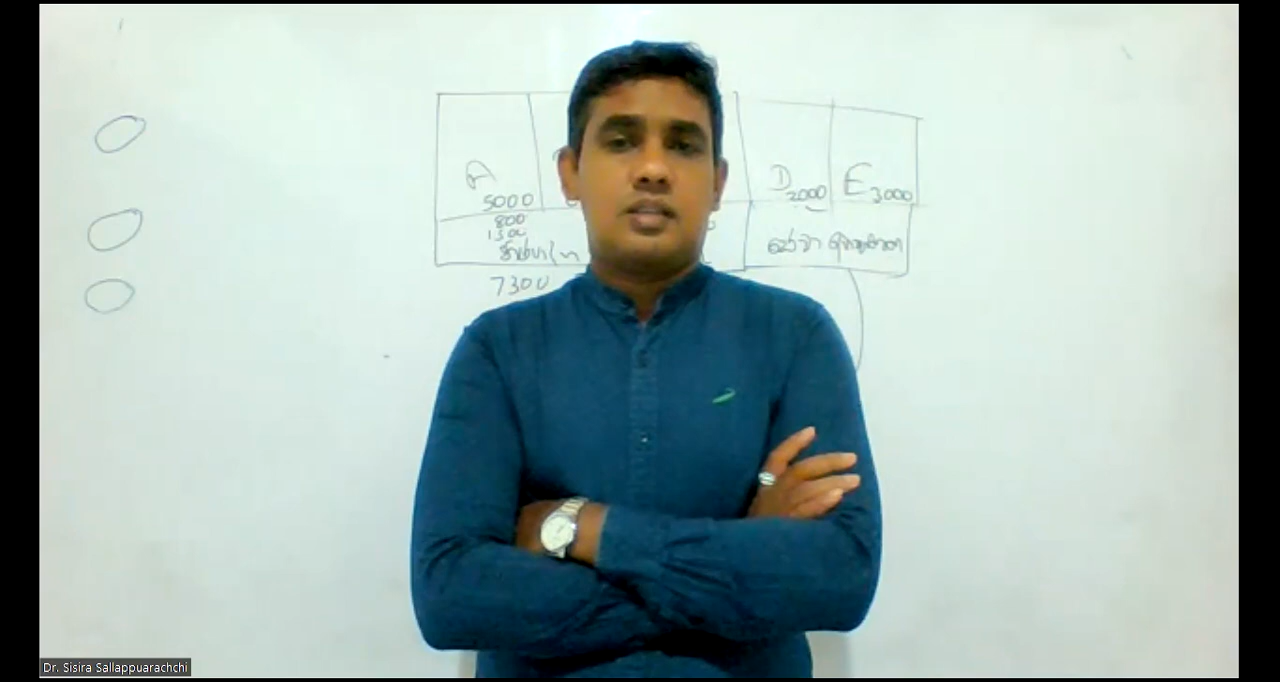 A
5000
D
2000
E
3000
800
1300
සේවා
7300
Dr. Sisira Sallappuarachchi